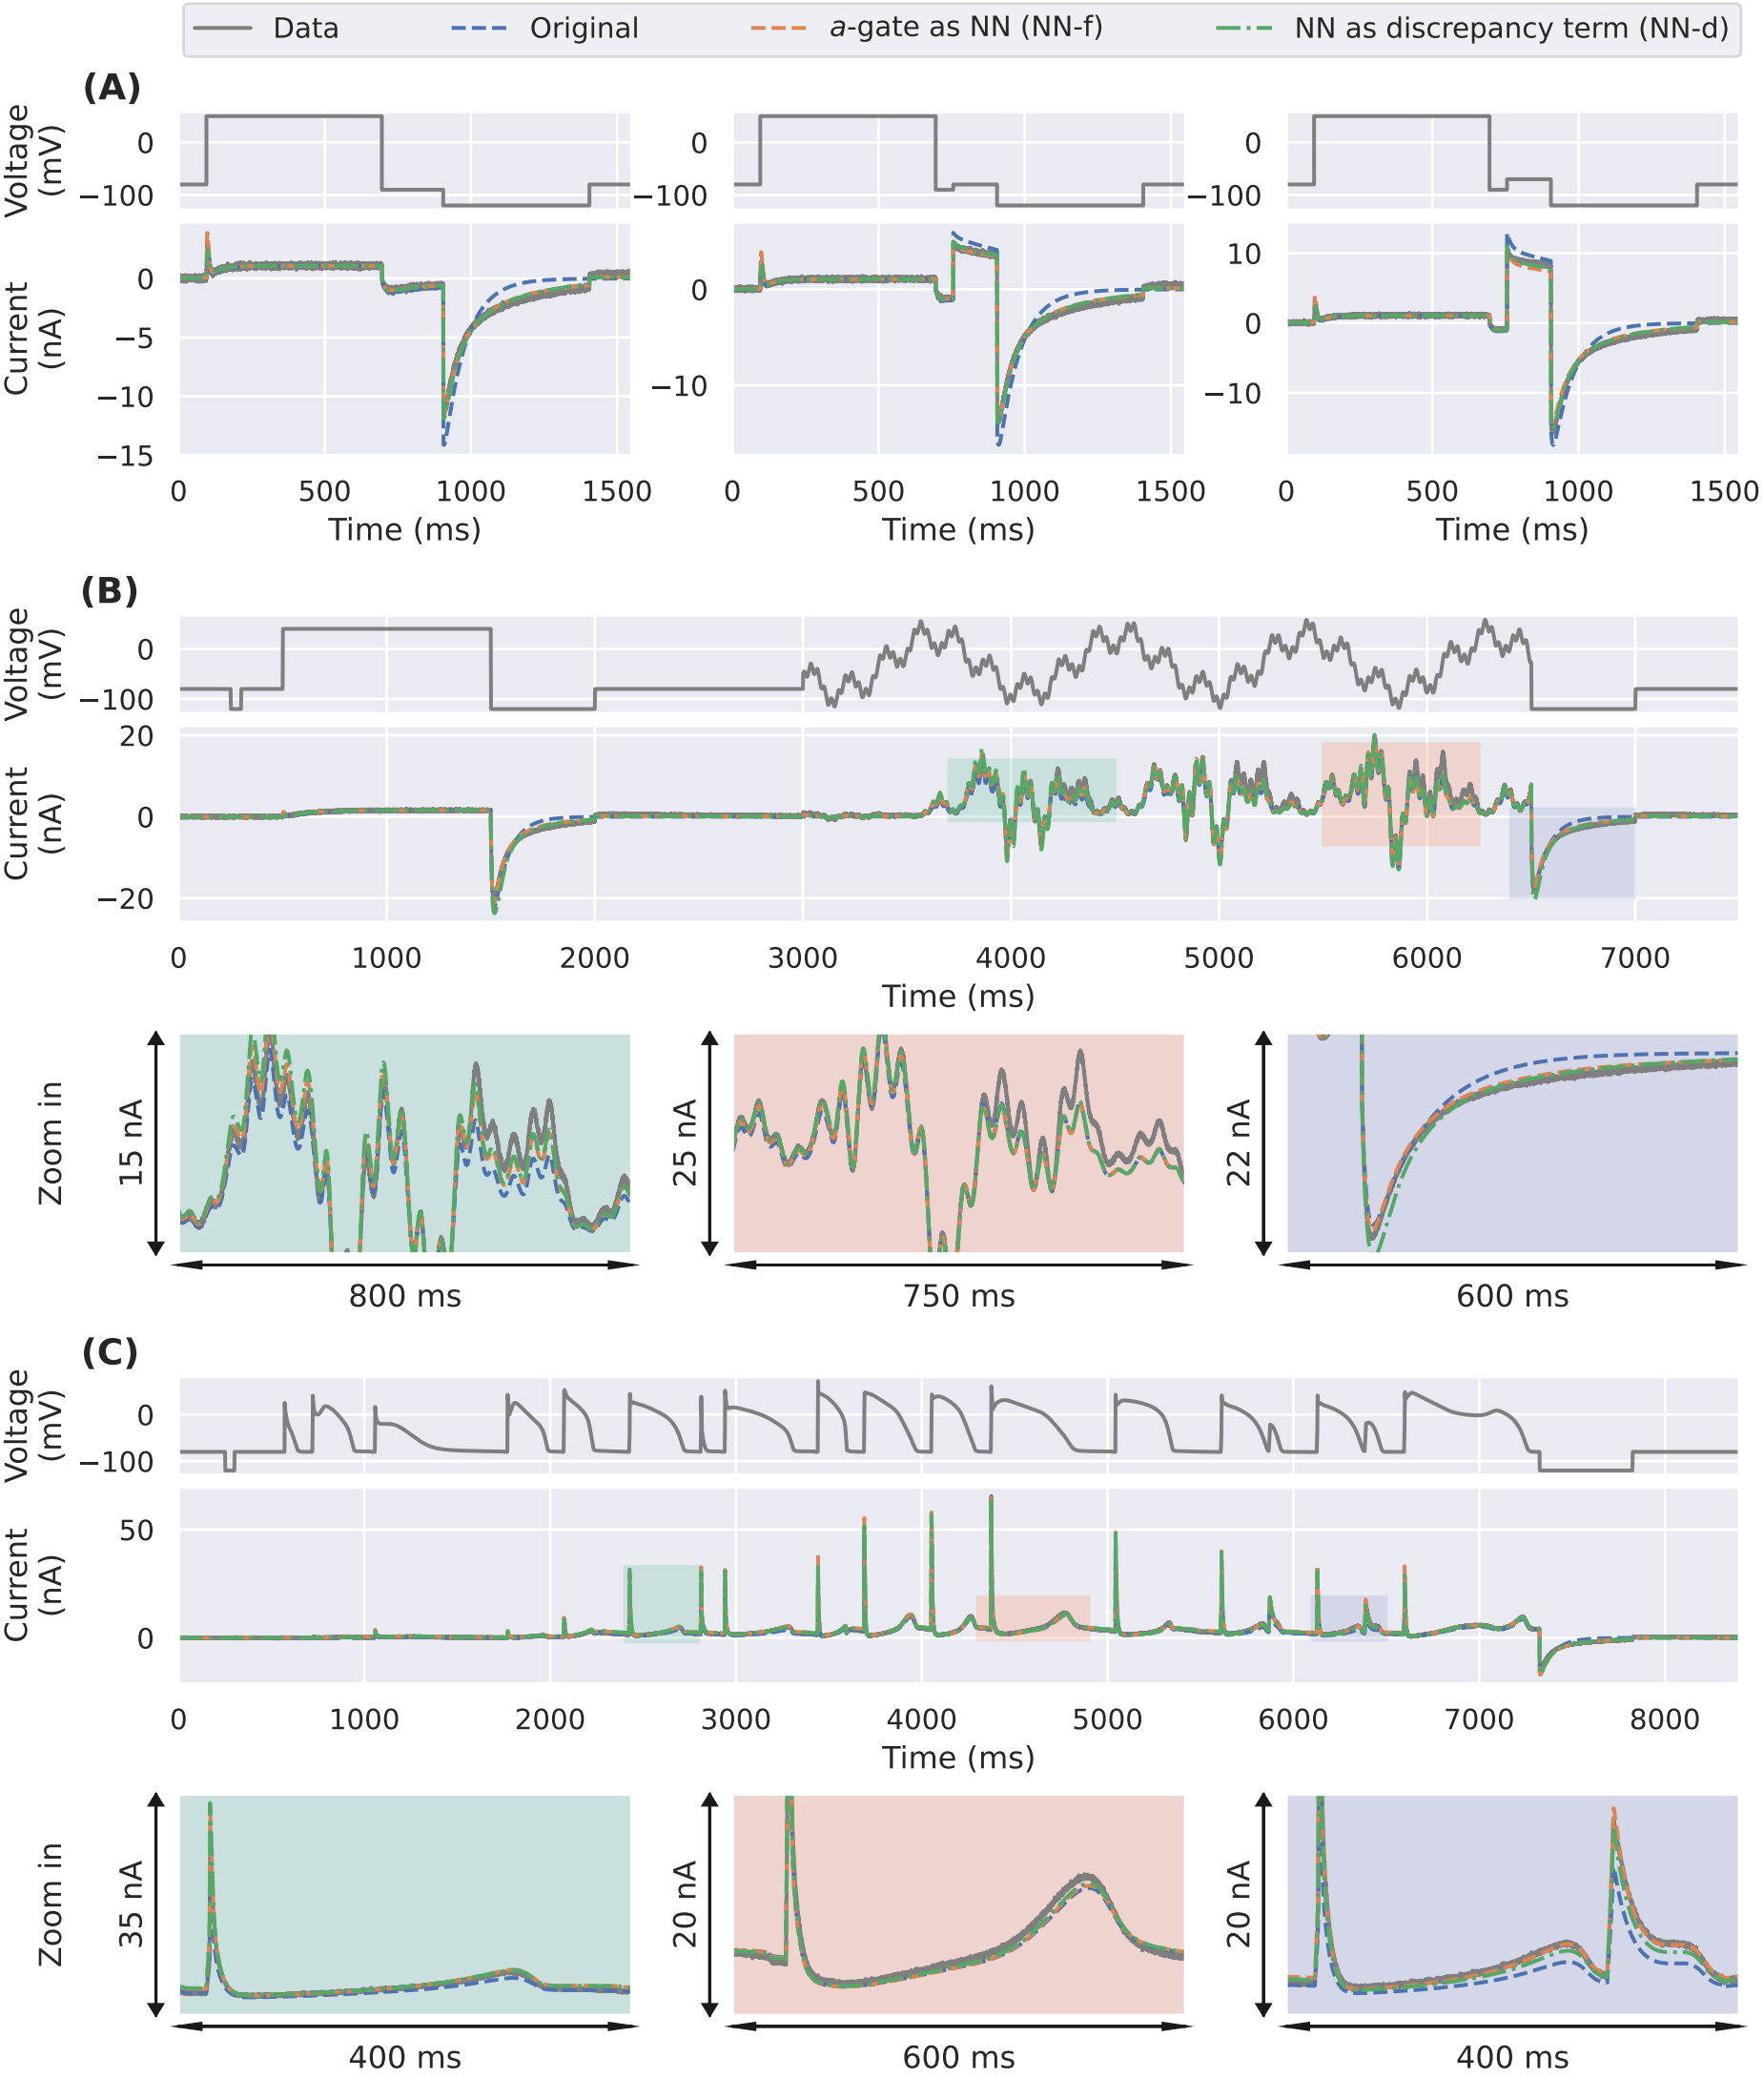 Data Original a-gate as NN (NN-f) NN as discrepancy term (NN-d)
(A)
Voltage (mV)
0
−100
0
−100
0
−100
Current (nA)
0
−5
−10
−15
0
−10
10
0
−10
0 500 1000 1500
0 500 1000 1500
0 500 1000 1500
Time (ms)
Time (ms)
Time (ms)
(B)
Voltage (mV)
0
−100
Current (nA)
20
0
−20
0 1000 2000 3000 4000 5000 6000 7000
Time (ms)
Zoom in
15 nA
25 nA
22 nA
800 ms
750 ms
600 ms
(C)
Voltage (mV)
0
−100
Current (nA)
50
0
0 1000 2000 3000 4000 5000 6000 7000 8000
Time (ms)
Zoom in
35 nA
20 nA
20 nA
400 ms
600 ms
400 ms